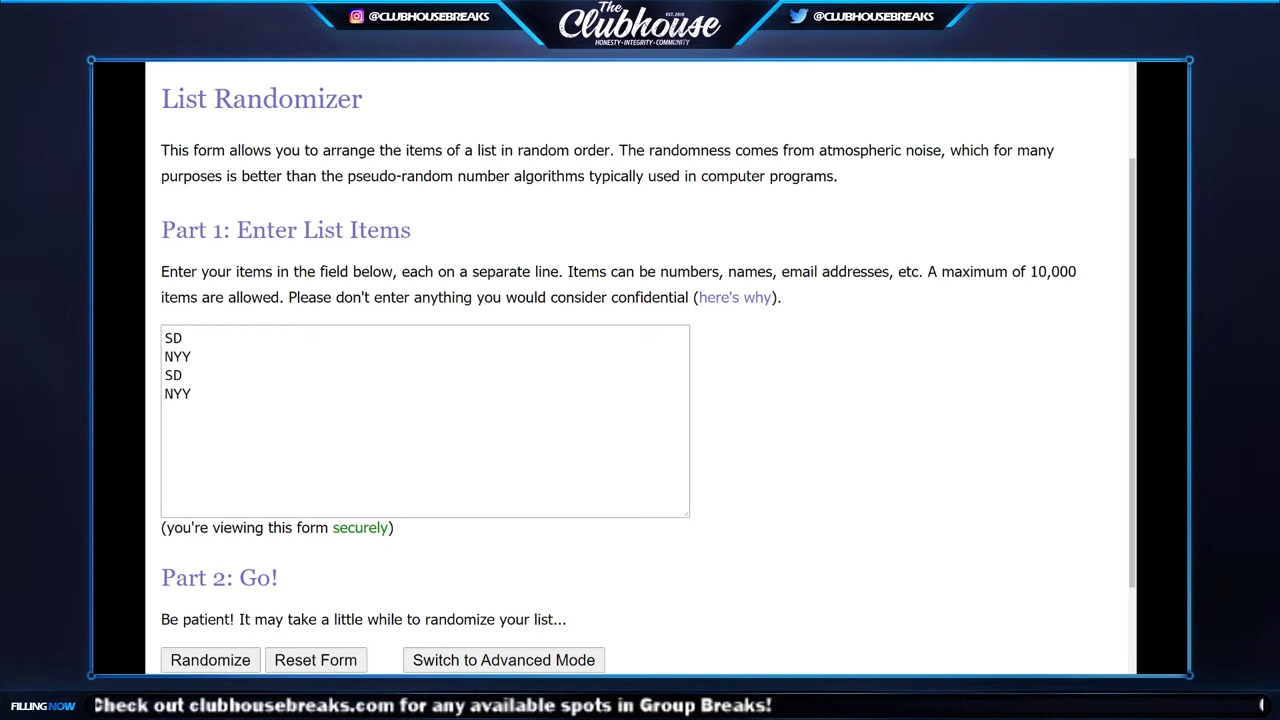 @CLUBHOUSEBREAKS
The
EST. 2018
Clubhouse
HONESTY • INTEGRITY • COMMUNITY
@CLUBHOUSEBREAKS
List Randomizer
This form allows you to arrange the items of a list in random order. The randomness comes from atmospheric noise, which for many
purposes is better than the pseudo-random number algorithms typically used in computer programs.
Part 1: Enter List Items
Enter your items in the field below, each on a separate line. Items can be numbers, names, email addresses, etc. A maximum of 10,000
items are allowed. Please don't enter anything you would consider confidential (here's why).
SD
NYY
SD
NYY
(you're viewing this form securely)
Part 2: Go!
Be patient! It may take a little while to randomize your list...
Randomize Reset Form Switch to Advanced Mode
FILLING NOW Check out clubhousebreaks.com for any available spots in Group Breaks!